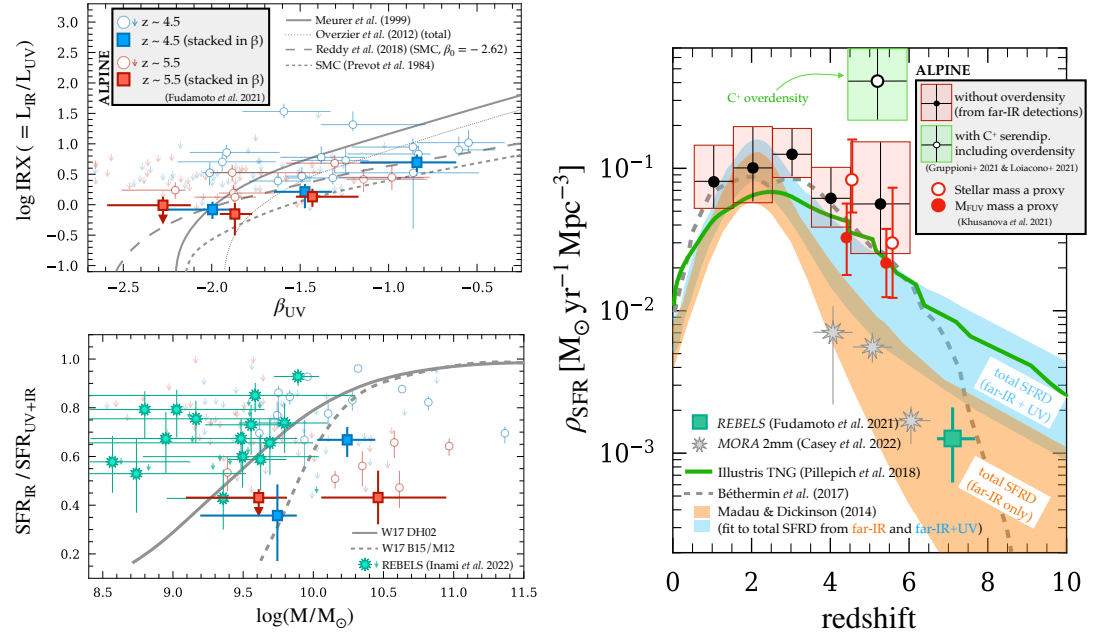 log IRX ( = L_IR/L_UV)
3.0
2.5
2.0
1.5
1.0
0.5
0.0
−0.5
−1.0
ALPINE
z ~ 4.5
z ~ 4.5 (stacked in β)
z ~ 5.5
z ~ 5.5 (stacked in β)
(Fudamoto et al. 2021)
Meurer et al. (1999)
Overzier et al. (2012) (total)
Reddy et al. (2018) (SMC, β0 = −2.62)
SMC (Prevot et al. 1984)
−2.5 −2.0 −1.5 −1.0 −0.5
β_UV
SFR_IR / SFR_UV+IR
1.0
0.8
0.6
0.4
0.2
W17 DH02
W17 B15/M12
REBELS (Inami et al. 2022)
8.5 9.0 9.5 10.0 10.5 11.0 11.5
log(M/M⊙)
ρSFR [M⊙ yr−1 Mpc−3]
10−1
10−2
10−3
C+ overdensity
ALPINE
without overdensity
(from far-IR detections)
with C+ serendip.
including overdensity
(Gruppioni+ 2021 & Loiacono+ 2021)
Stellar mass a proxy
M_FUV mass a proxy
(Khusanova et al. 2021)
total SFRD
(far-IR + UV)
total SFRD
(far-IR only)
REBELS (Fudamoto et al. 2021)
MORA 2mm (Casey et al. 2022)
Illustris TNG (Pillepich et al. 2018)
Béthermin et al. (2017)
Madau & Dickinson (2014)
(fit to total SFRD from far-IR and far-IR+UV)
0 2 4 6 8 10
redshift